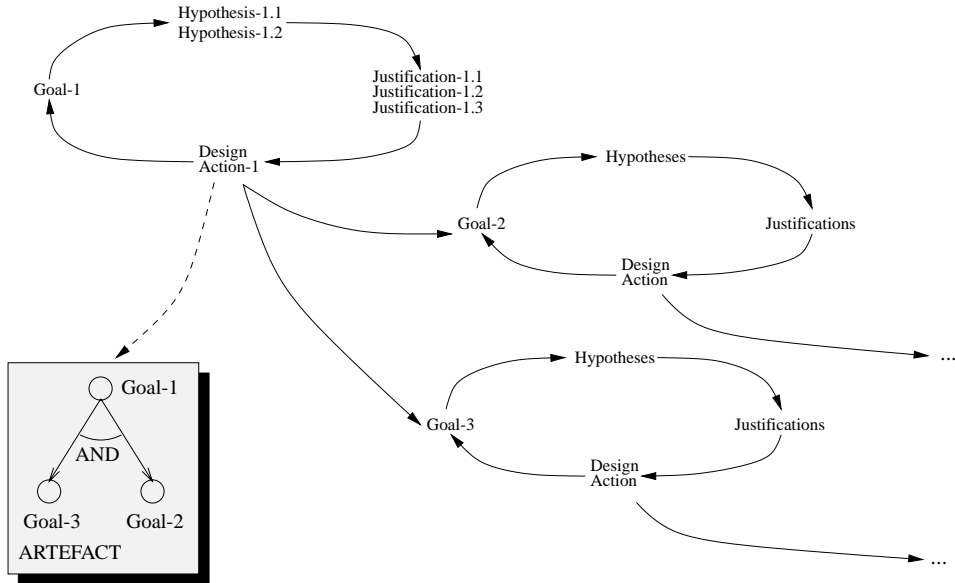 Hypothesis-1.1
Hypothesis-1.2
Goal-1
Justification-1.1
Justification-1.2
Justification-1.3
Design
Action-1
Hypotheses
Goal-2
Justifications
Design
Action
...
Hypotheses
Goal-3
Justifications
Design
Action
...
Goal-1
AND
Goal-3
Goal-2
ARTEFACT